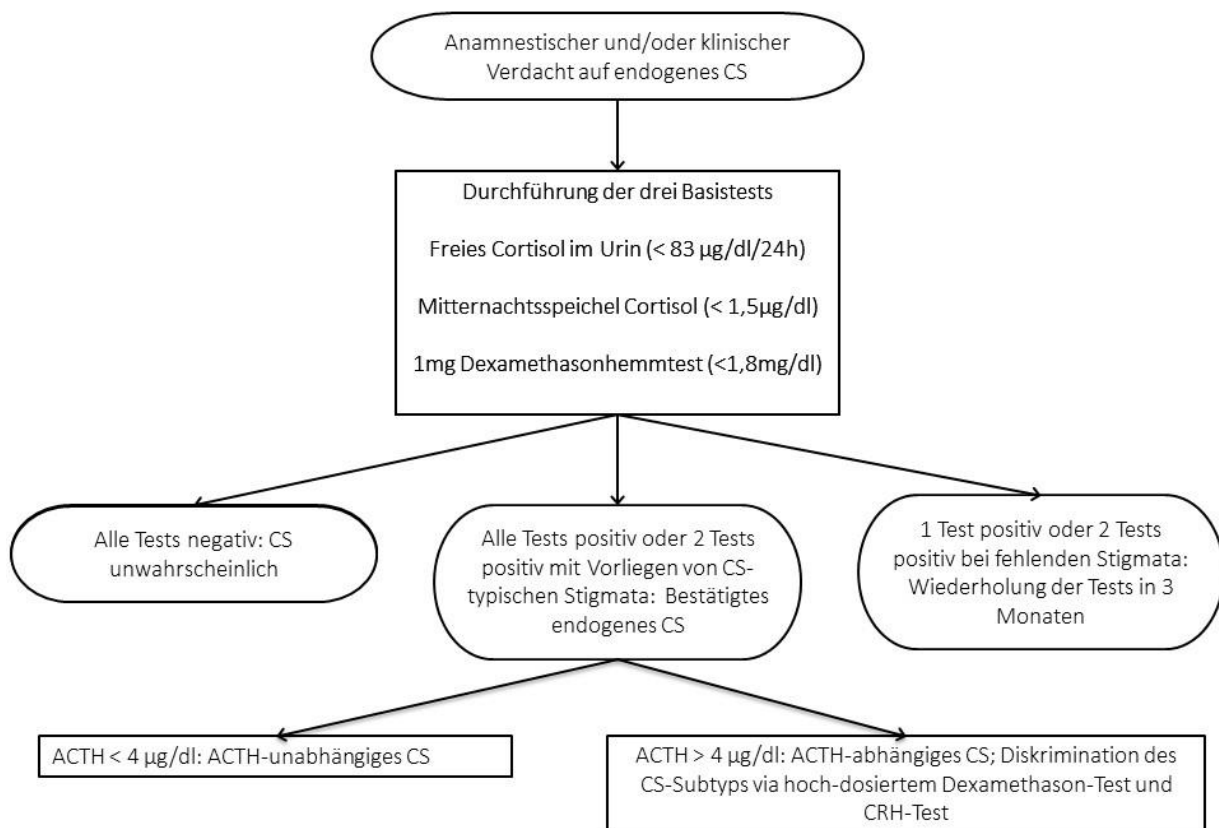 Anamnestischer und/oder klinischer
Verdacht auf endogenes CS
Durchführung der drei Basistests
Freies Cortisol im Urin (< 83 µg/dl/24h)
Mitternachtsspeichel Cortisol (< 1,5µg/dl)
1mg Dexamethasonhemmtest (<1,8mg/dl)
Alle Tests negativ: CS
unwahrscheinlich
Alle Tests positiv oder 2 Tests
positiv mit Vorliegen von CS-
typischen Stigmata: Bestätigtes
endogenes CS
1 Test positiv oder 2 Tests
positiv bei fehlenden Stigmata:
Wiederholung der Tests in 3
Monaten
ACTH < 4 µg/dl: ACTH-unabhängiges CS
ACTH > 4 µg/dl: ACTH-abhängiges CS; Diskrimination des
CS-Subtyps via hoch-dosiertem Dexamethason-Test und
CRH-Test